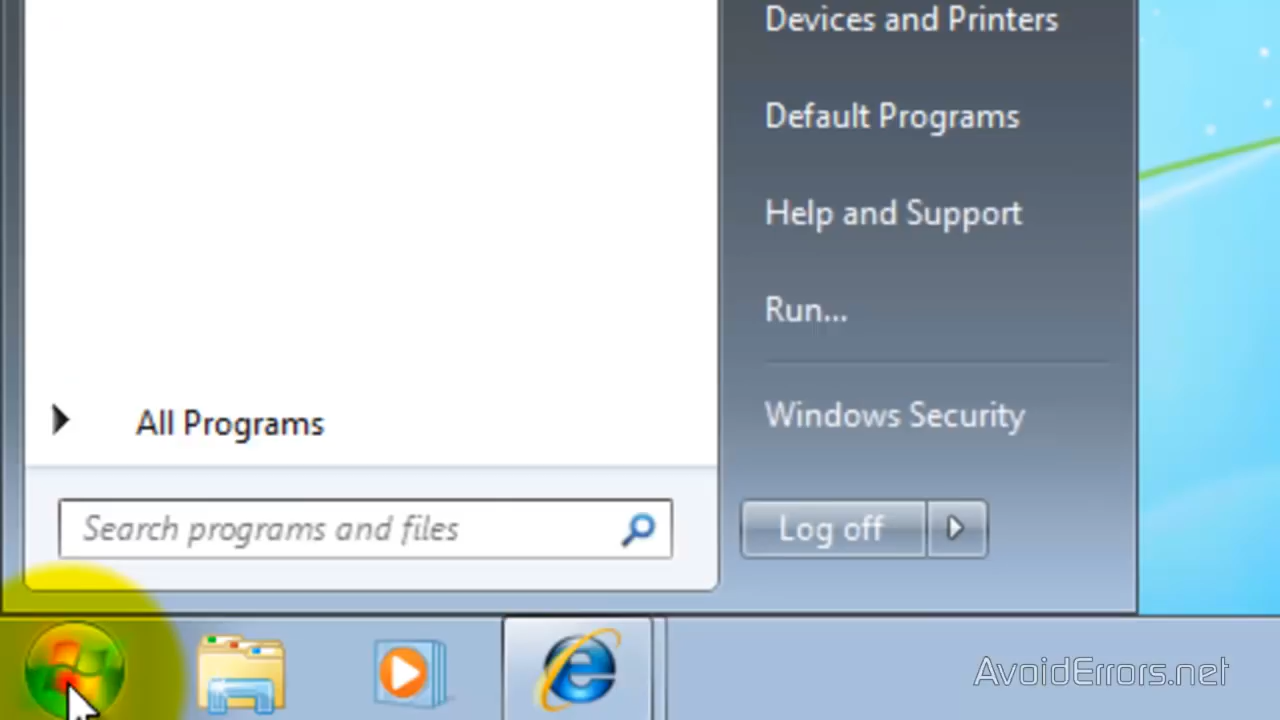 Devices and Printers
Default Programs
Help and Support
Run...
Windows Security
All Programs
Search programs and files
Log off
AvoidErrors.net